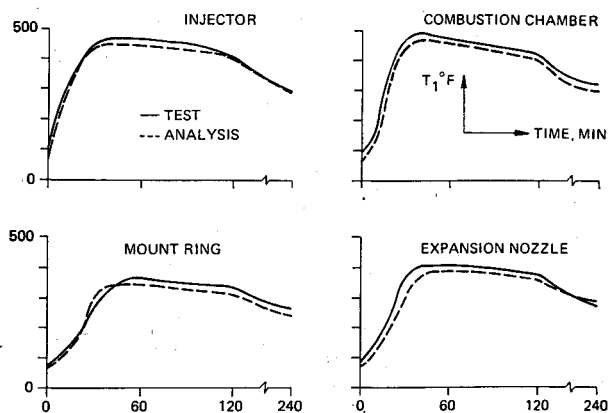 INJECTOR
COMBUSTION CHAMBER
500
0
TEST
ANALYSIS
T₁°F
TIME, MIN
MOUNT RING
EXPANSION NOZZLE
500
0
0 60 120 240
0 60 120 240